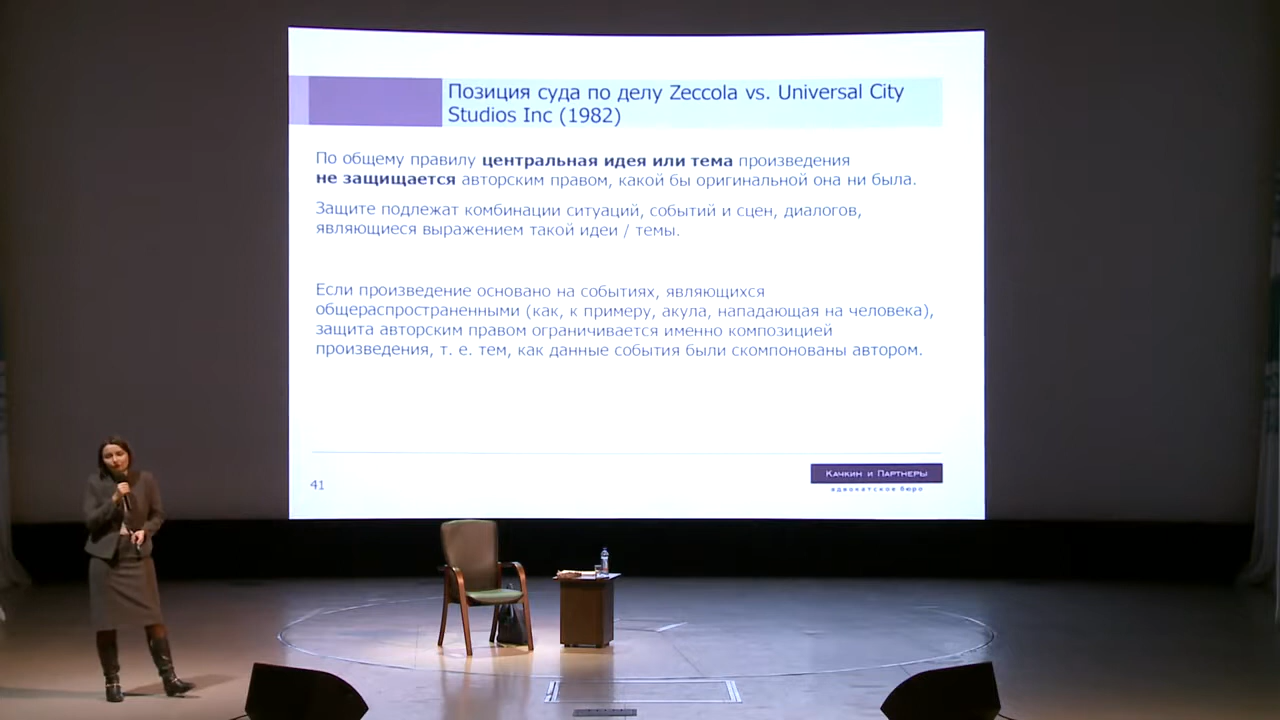 Позиция суда по делу Zeccola vs. Universal City
Studios Inc (1982)
По общему правилу центральная идея или тема произведения
не защищается авторским правом, какой бы оригинальной она ни была.
Защите подлежат комбинации ситуаций, событий и сцен, диалогов,
являющиеся выражением такой идеи / темы.
Если произведение основано на событиях, являющихся
общераспространенными (как, к примеру, акула, нападающая на человека),
защита авторским правом ограничивается именно композицией
произведения, т. е. тем, как данные события были скомпонованы автором.
41
Качкин и Партнеры
адвокатское бюро